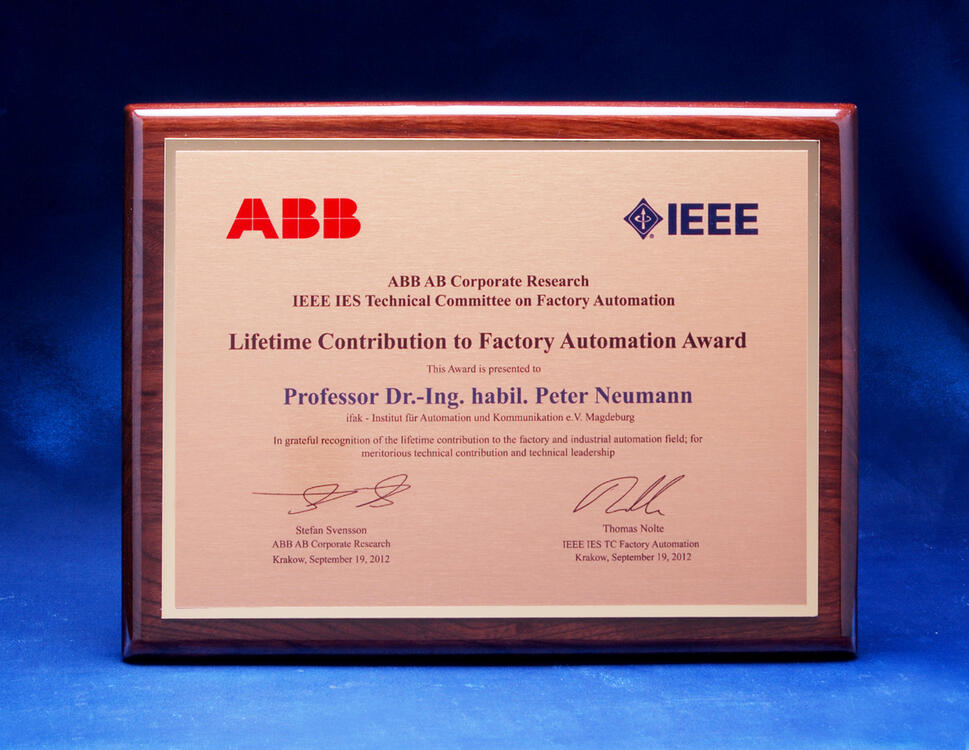 ABB
IEEE
ABB AB Corporate Research
IEEE IES Technical Committee on Factory Automation
Lifetime Contribution to Factory Automation Award
This Award is presented to
Professor Dr.-Ing. habil. Peter Neumann
ifak - Institut für Automation und Kommunikation e.V. Magdeburg
In grateful recognition of the lifetime contribution to the factory and industrial automation field; for
meritorious technical contribution and technical leadership
Stefan Svensson
ABB AB Corporate Research
Krakow, September 19, 2012
Thomas Nolte
IEEE IES TC Factory Automation
Krakow, September 19, 2012